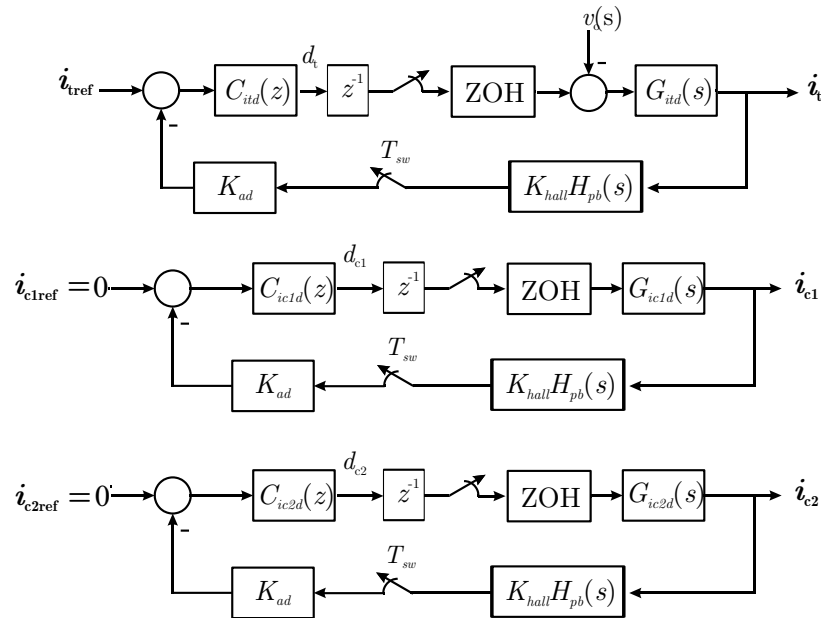 v_o(s)
i_tref
-
C_itd(z)
d_t
z^-1
ZOH
-
G_itd(s)
i_t
K_ad
T_sw
K_hall H_pb(s)
i_c1ref = 0
-
C_ic1d(z)
d_c1
z^-1
ZOH
G_ic1d(s)
i_c1
K_ad
T_sw
K_hall H_pb(s)
i_c2ref = 0
-
C_ic2d(z)
d_c2
z^-1
ZOH
G_ic2d(s)
i_c2
K_ad
T_sw
K_hall H_pb(s)